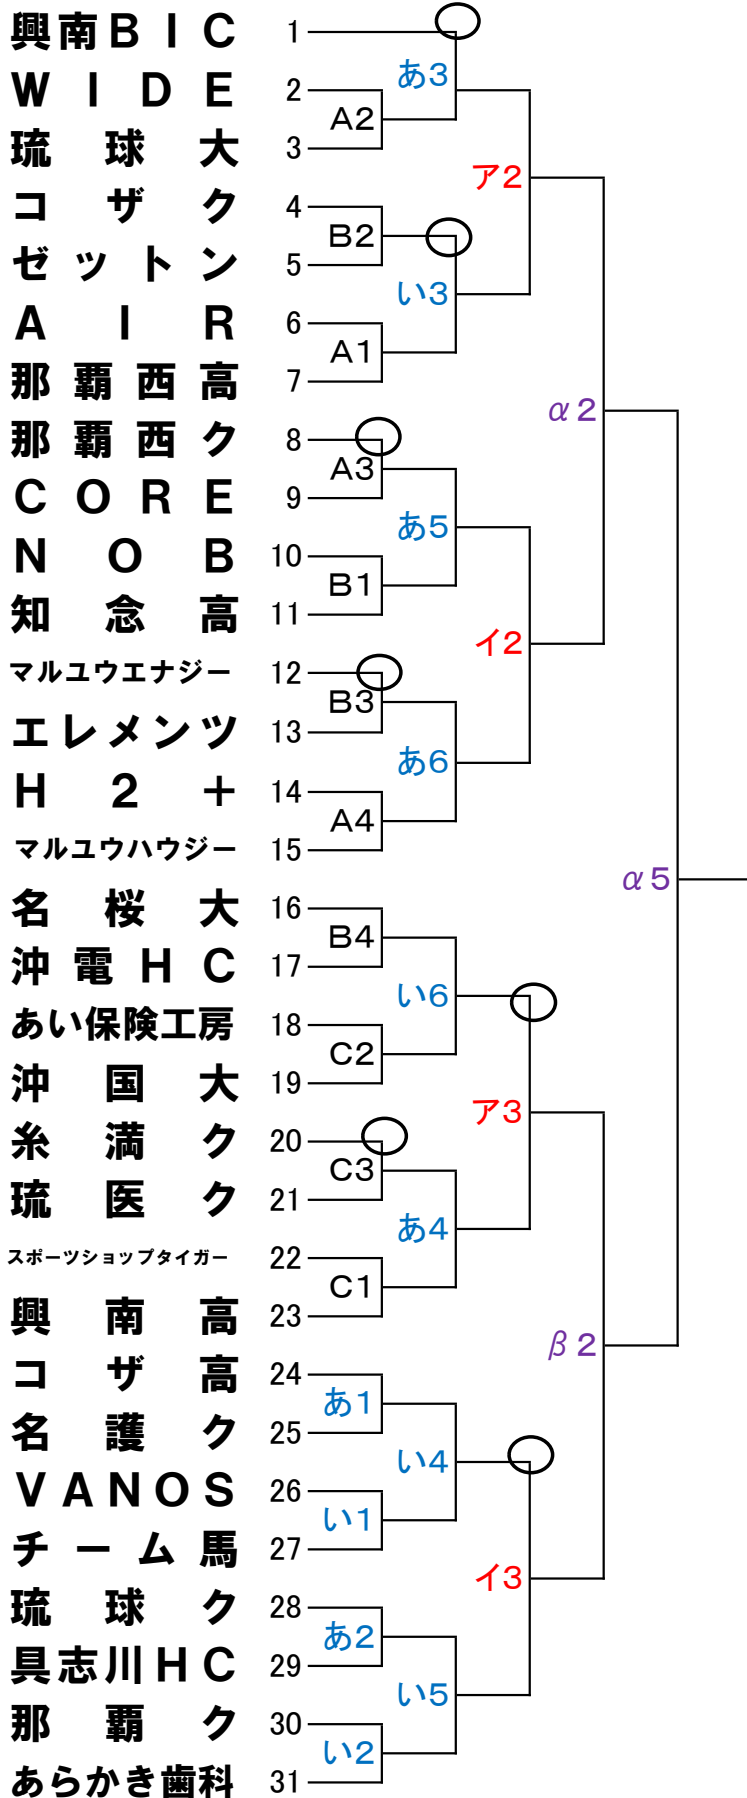 興南BIC 1
あ3
WIDE 2
A2
琉球大 3
ア2
コザク 4
B2
ゼットン 5
い3
AIR 6
A1
那覇西高 7
α2
那覇西ク 8
A3
CORE 9
あ5
NOB 10
B1
知念高 11
イ2
マルユウエナジー 12
B3
エレメンツ 13
あ6
H2+ 14
A4
マルユウハウジー 15
α5
名桜大 16
B4
沖電HC 17
い6
あい保険工房 18
C2
沖国大 19
ア3
糸満ク 20
C3
琉医ク 21
あ4
スポーツショップタイガー 22
C1
興南高 23
β2
コザ高 24
あ1
名護ク 25
い4
VANOS 26
い1
チーム馬 27
イ3
琉球ク 28
あ2
具志川HC 29
い5
那覇ク 30
い2
あらかき歯科 31